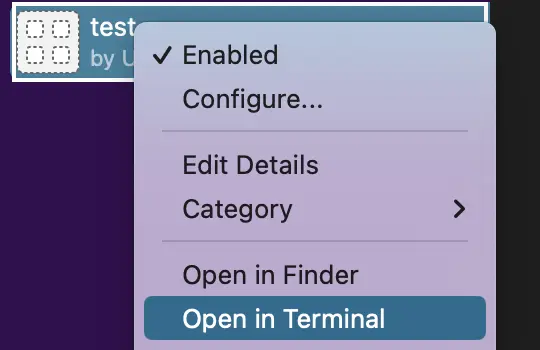 test
by U
Enabled
Configure...
Edit Details
Category
Open in Finder
Open in Terminal